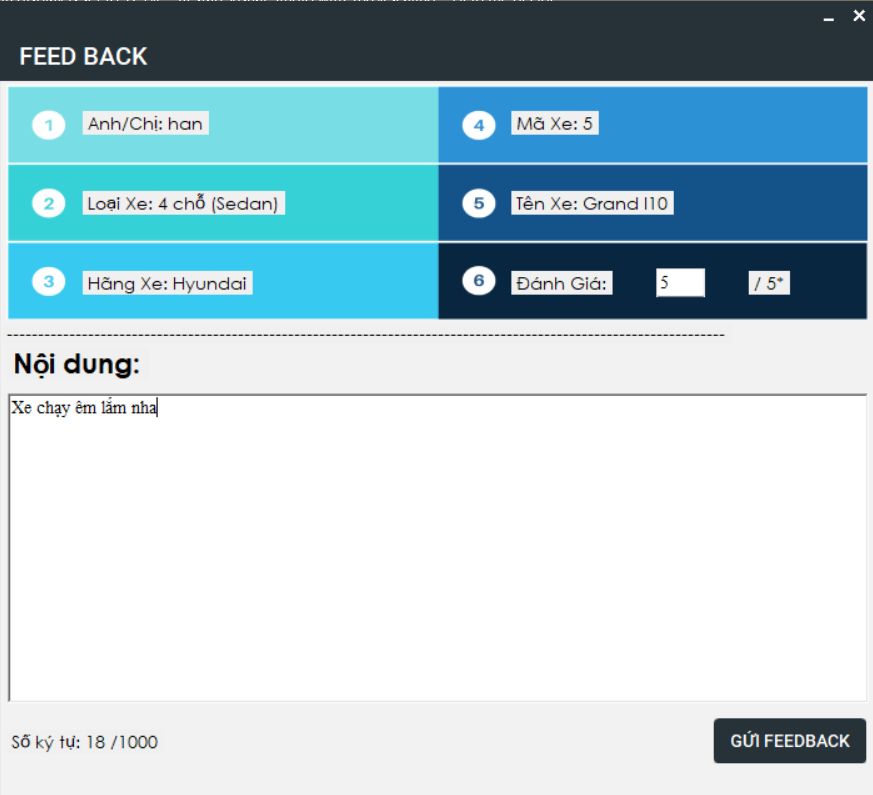 FEED BACK
1 Anh/Chị: han
4 Mã Xe: 5
2 Loại Xe: 4 chỗ (Sedan)
5 Tên Xe: Grand I10
3 Hãng Xe: Hyundai
6 Đánh Giá: 5 / 5*
Nội dung:
Xe chạy êm lắm nha
Số ký tự: 18 /1000
GỬI FEEDBACK